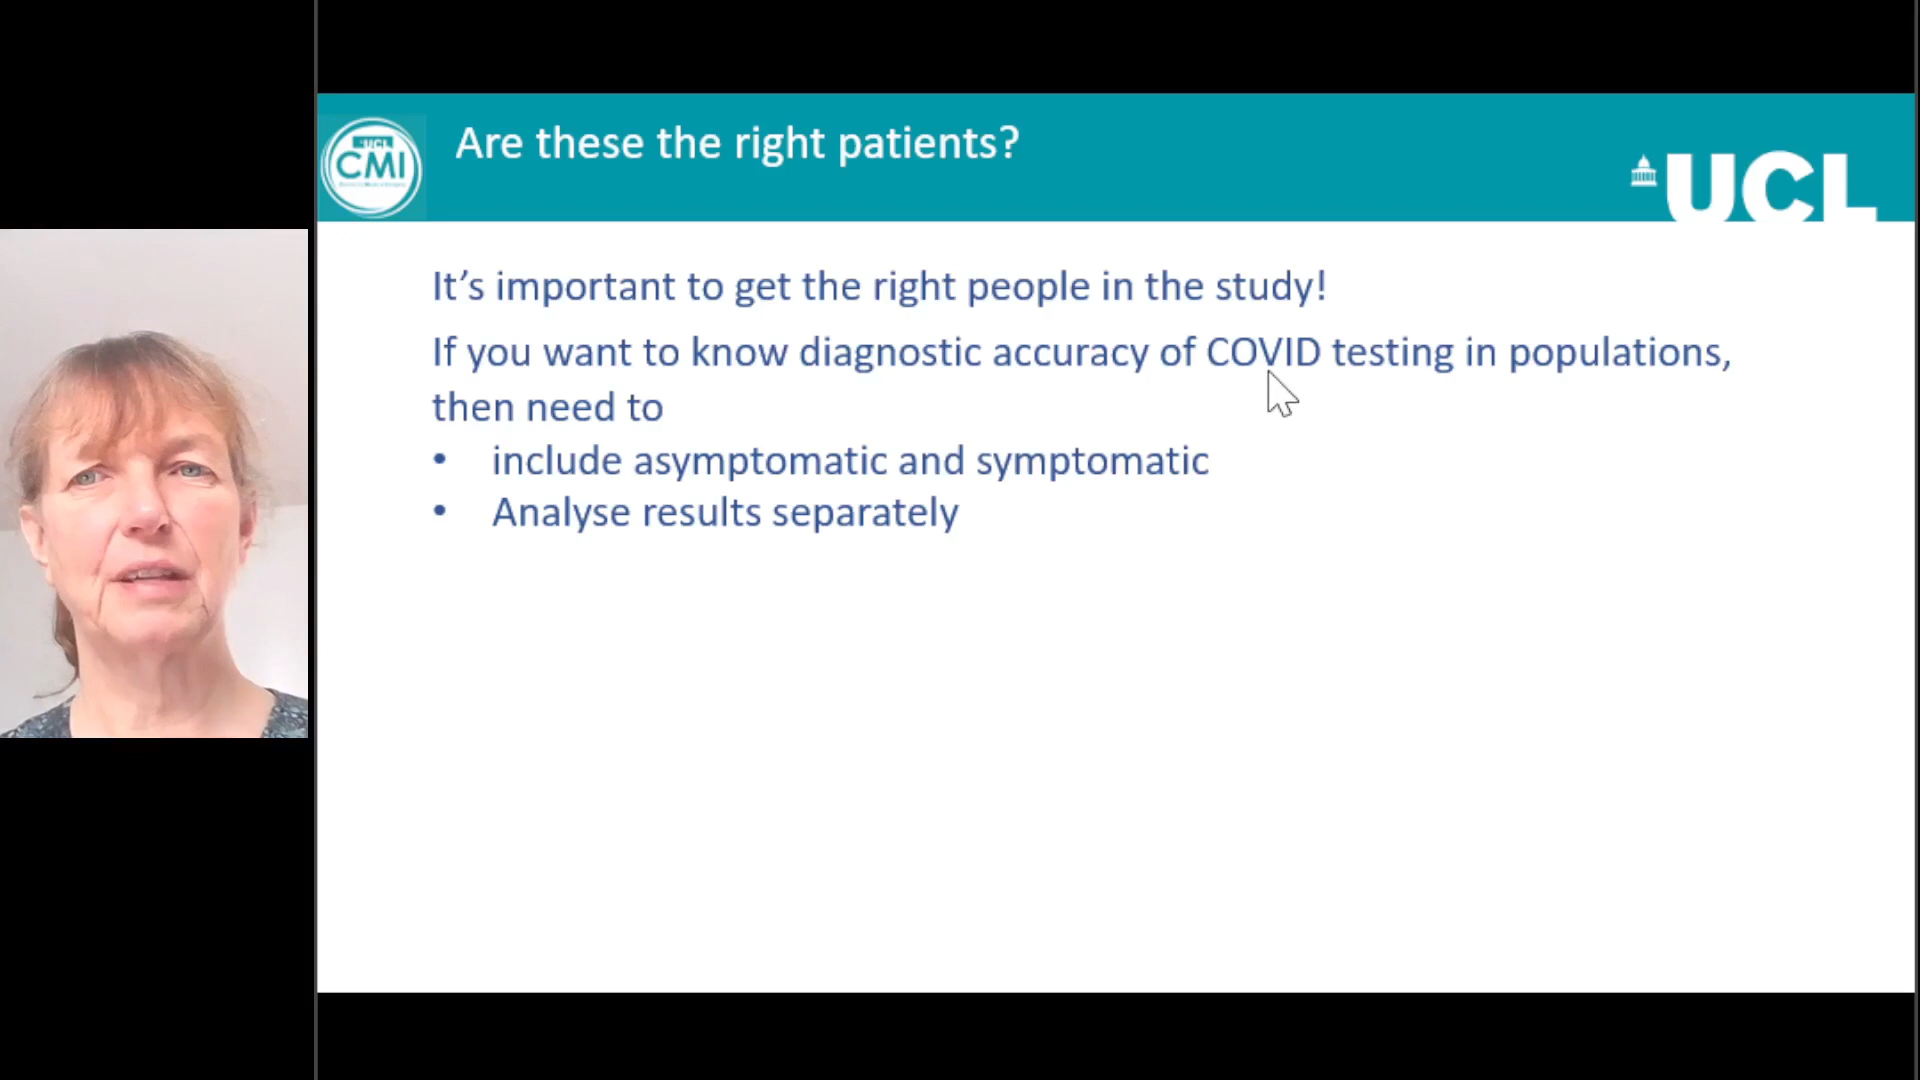 UCL
CMI
Are these the right patients?
UCL
It's important to get the right people in the study!
If you want to know diagnostic accuracy of COVID testing in populations,
then need to
• include asymptomatic and symptomatic
• Analyse results separately